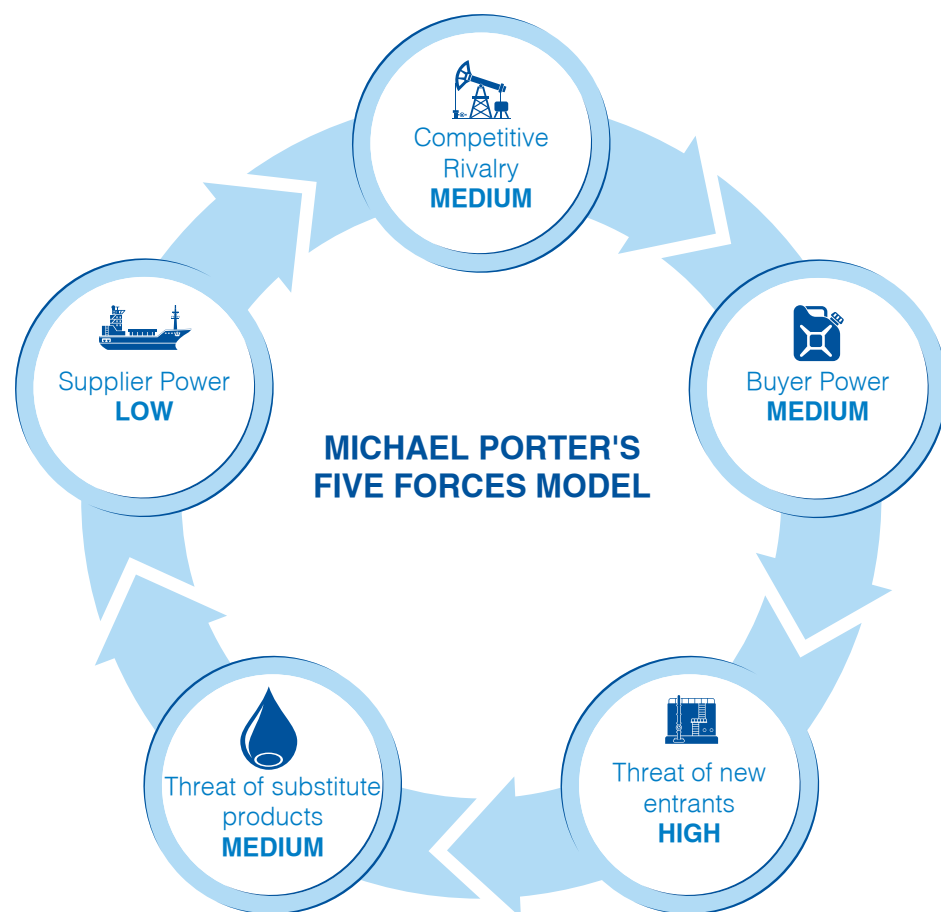 Competitive
Rivalry
MEDIUM
Supplier Power
LOW
Buyer Power
MEDIUM
MICHAEL PORTER'S
FIVE FORCES MODEL
Threat of substitute
products
MEDIUM
Threat of new
entrants
HIGH